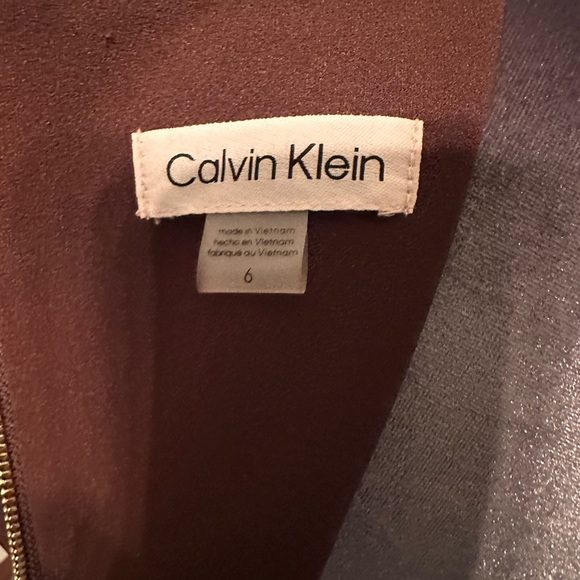 Calvin Klein
made in Vietnam
hecho en Vietnam
fabriqué au Vietnam
6